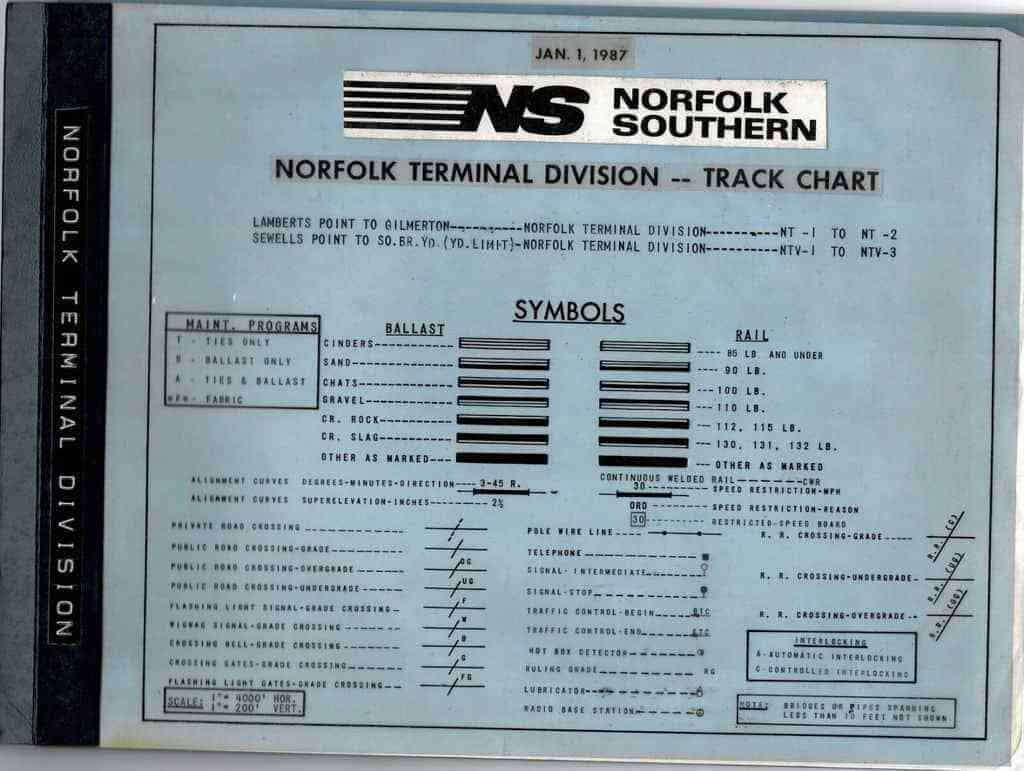 NORFOLK TERMINAL DIVISION
JAN. 1, 1987
NS NORFOLK SOUTHERN
NORFOLK TERMINAL DIVISION -- TRACK CHART
LAMBERTS POINT TO GILMERTON---------NORFOLK TERMINAL DIVISION---------NT -1 TO NT -2
SEWELLS POINT TO SO.BR.YD.(YD.LIMIT)-NORFOLK TERMINAL DIVISION---------NTV-1 TO NTV-3
SYMBOLS
MAINT. PROGRAMS
T - TIES ONLY
B - BALLAST ONLY
A - TIES & BALLAST
FABRIC
BALLAST
CINDERS
SAND
CHATS
GRAVEL
CR. ROCK
CR. SLAG
OTHER AS MARKED
RAIL
85 LB. AND UNDER
90 LB.
100 LB.
110 LB.
112, 115 LB.
130, 131, 132 LB.
OTHER AS MARKED
CONTINUOUS WELDED RAIL-------CWR
ALIGNMENT CURVES DEGREES-MINUTES-DIRECTION---- 3-45 R.
ALIGNMENT CURVES SUPERELEVATION-INCHES------- 2½
30 ------- SPEED RESTRICTION-MPH
ORD ------- SPEED RESTRICTION-REASON
30 ------- RESTRICTED-SPEED BOARD
PRIVATE ROAD CROSSING
PUBLIC ROAD CROSSING-GRADE
PUBLIC ROAD CROSSING-OVERGRADE OG
PUBLIC ROAD CROSSING-UNDERGRADE UG
FLASHING LIGHT SIGNAL-GRADE CROSSING F
WIGWAG SIGNAL-GRADE CROSSING W
CROSSING BELL-GRADE CROSSING B
CROSSING GATES-GRADE CROSSING G
FLASHING LIGHT GATES-GRADE CROSSING FG
POLE WIRE LINE
TELEPHONE
SIGNAL-INTERMEDIATE
SIGNAL-STOP
TRAFFIC CONTROL-BEGIN BTC
TRAFFIC CONTROL-END ETC
HOT BOX DETECTOR
RULING GRADE RG
LUBRICATOR
RADIO BASE STATION
R. R. CROSSING-GRADE R.R. (G)
R. R. CROSSING-UNDERGRADE R.R. (UG)
R. R. CROSSING-OVERGRADE R.R. (OG)
INTERLOCKING
A-AUTOMATIC INTERLOCKING
C-CONTROLLED INTERLOCKING
SCALE: 1"= 4000' HOR.
1"= 200' VERT.
NOTE: BRIDGES OR PIPES SPANNING
LESS THAN 10 FEET NOT SHOWN